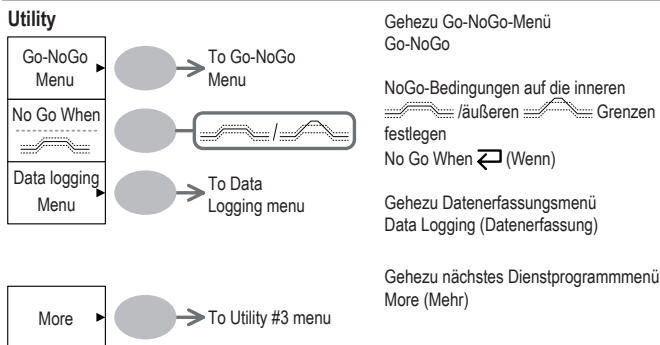 Utility
Go-NoGo
Menu
To Go-NoGo
Menu
No Go When
/
Data logging
Menu
To Data
Logging menu
More
To Utility #3 menu
Gehezu Go-NoGo-Menü
Go-NoGo
NoGo-Bedingungen auf die inneren
/äußeren Grenzen
festlegen
No Go When (Wenn)
Gehezu Datenerfassungsmenü
Data Logging (Datenerfassung)
Gehezu nächstes Dienstprogrammmenü
More (Mehr)